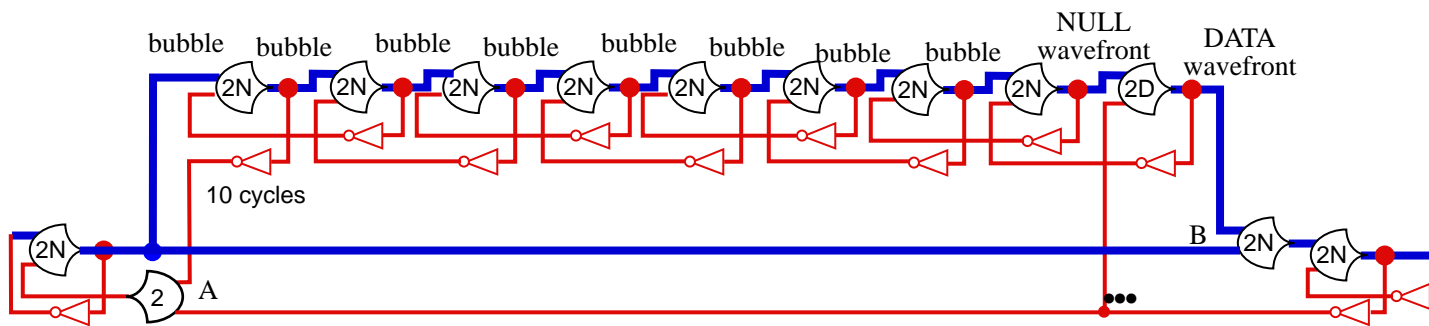 bubble bubble bubble bubble bubble bubble bubble bubble NULL wavefront DATA wavefront
2N 2N 2N 2N 2N 2N 2N 2N 2D
10 cycles
2N B 2N 2N
2 A